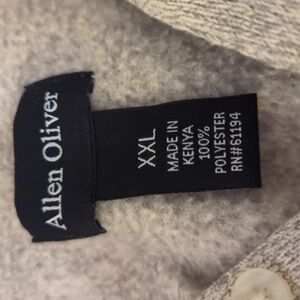 Allen Oliver
XXL
MADE IN
KENYA
100%
POLYESTER
RN#61194